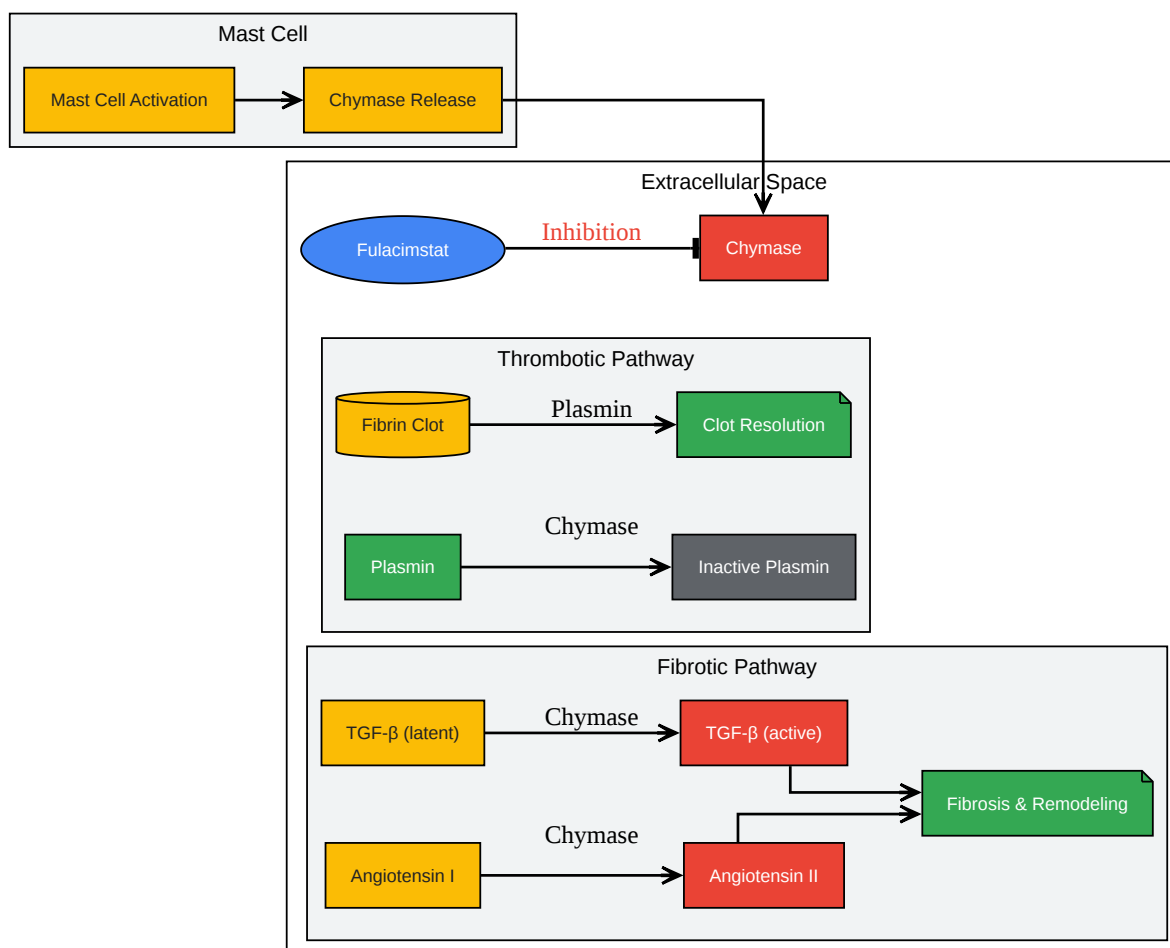 Mast Cell
Mast Cell Activation
Chymase Release
Extracellular Space
Fulacimstat
Inhibition
Chymase
Thrombotic Pathway
Fibrin Clot
Plasmin
Clot Resolution
Plasmin
Chymase
Inactive Plasmin
Fibrotic Pathway
TGF-β (latent)
Chymase
TGF-β (active)
Fibrosis & Remodeling
Angiotensin I
Chymase
Angiotensin II